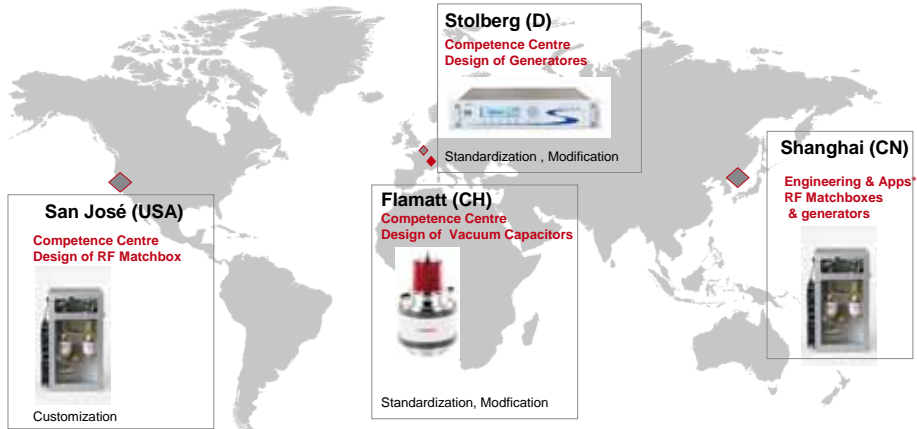 Stolberg (D)
Competence Centre
Design of Generatores
Standardization , Modification
Shanghai (CN)
Engineering & Apps*
RF Matchboxes
& generators
San José (USA)
Competence Centre
Design of RF Matchbox
Customization
Flamatt (CH)
Competence Centre
Design of Vacuum Capacitors
Standardization, Modfication